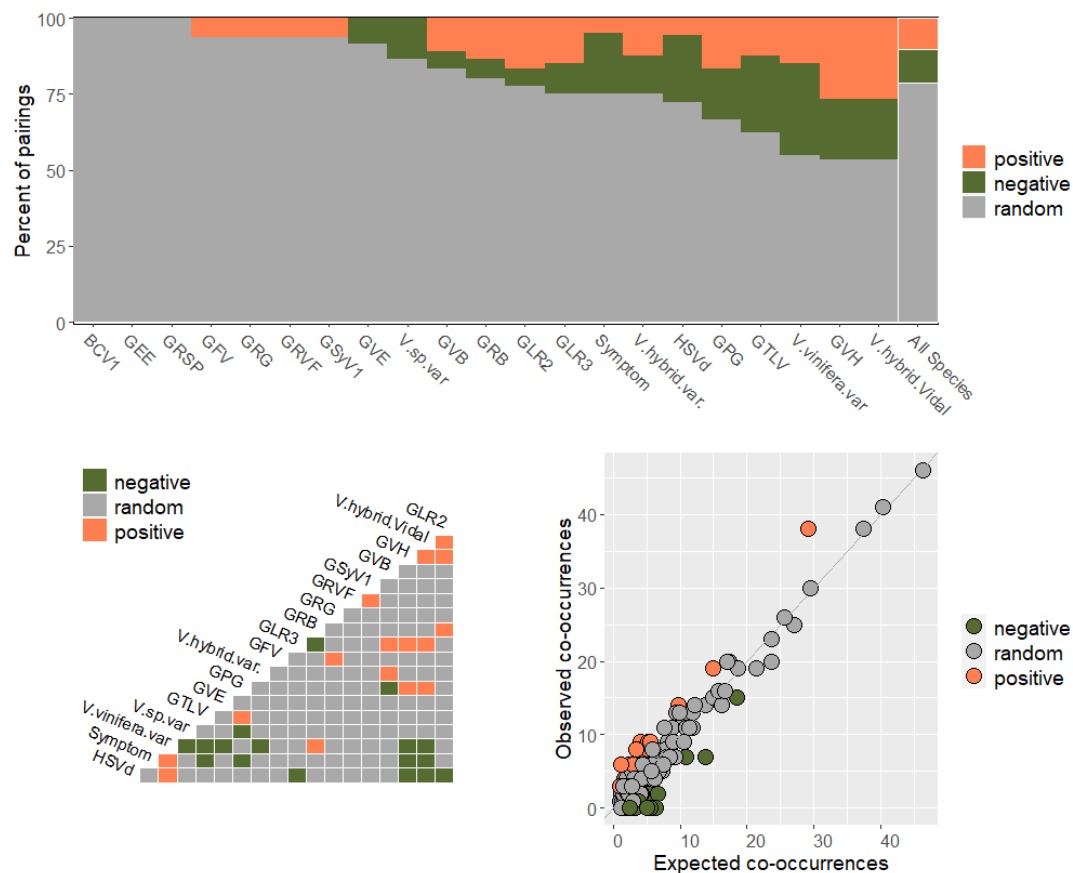 100
75
50
25
0
Percent of pairings
BCV1
GEE
GRSP
GFV
GRG
GRVF
GSyV1
GVE
V.sp.var
GVB
GRB
GLR2
GLR3
Symptom
V.hybrid.var.
HSVd
GPG
GTLV
V.vinifera.var
GVH
V.hybrid.Vidal
All Species
positive
negative
random
negative
random
positive
GLR2
V.hybrid.Vidal
GVH
GVB
GSyV1
GRVF
GRG
GRB
GLR3
GFV
V.hybrid.var.
GPG
GVE
GTLV
V.sp.var
V.vinifera.var
Symptom
HSVd
Observed co-occurrences
40
30
20
10
0
0 10 20 30 40
Expected co-occurrences
negative
random
positive